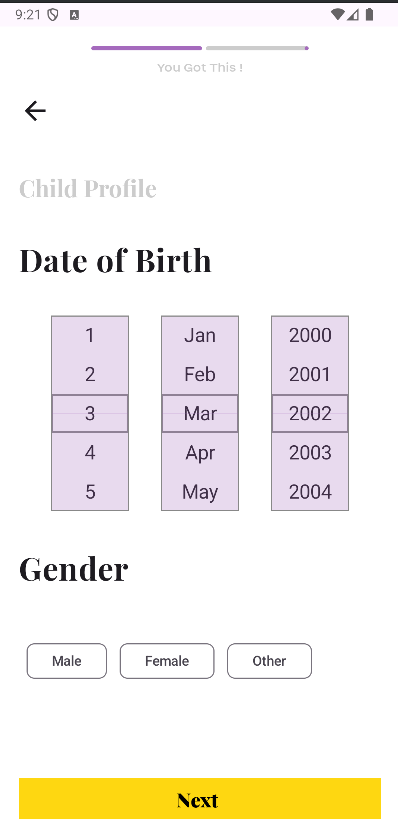 9:21
You Got This !
Child Profile
Date of Birth
1 Jan 2000
2 Feb 2001
3 Mar 2002
4 Apr 2003
5 May 2004
Gender
Male Female Other
Next